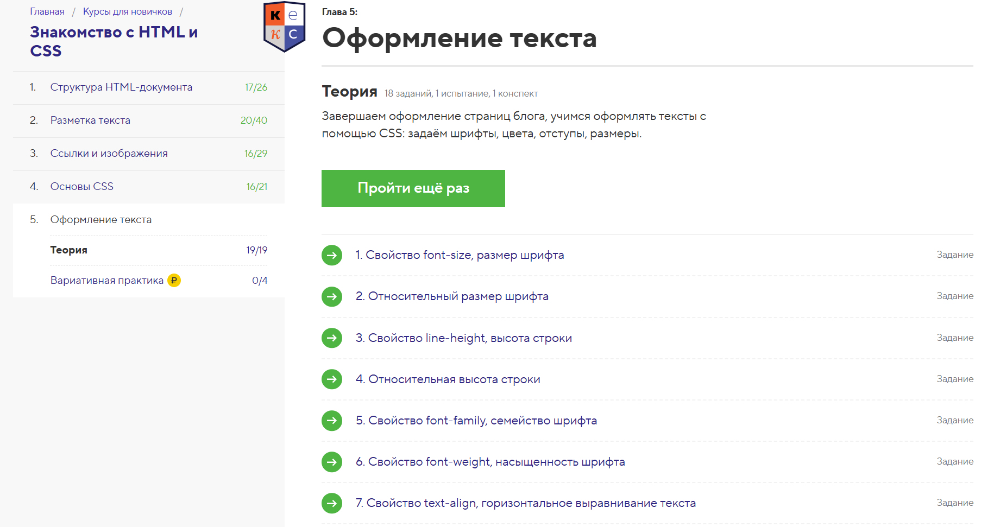 Главная / Курсы для новичков /
Знакомство с HTML и
CSS
К е
К С
1. Структура HTML-документа 17/26
2. Разметка текста 20/40
3. Ссылки и изображения 16/29
4. Основы CSS 16/21
5. Оформление текста
Теория 19/19
Вариативная практика ₽ 0/4
Глава 5:
Оформление текста
Теория 18 заданий, 1 испытание, 1 конспект
Завершаем оформление страниц блога, учимся оформлять тексты с
помощью CSS: задаём шрифты, цвета, отступы, размеры.
Пройти ещё раз
1. Свойство font-size, размер шрифта Задание
2. Относительный размер шрифта Задание
3. Свойство line-height, высота строки Задание
4. Относительная высота строки Задание
5. Свойство font-family, семейство шрифта Задание
6. Свойство font-weight, насыщенность шрифта Задание
7. Свойство text-align, горизонтальное выравнивание текста Задание